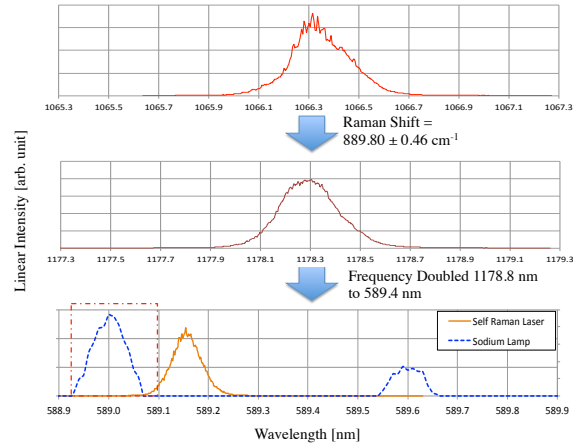 1065.3 1065.5 1065.7 1065.9 1066.1 1066.3 1066.5 1066.7 1066.9 1067.1 1067.3
Raman Shift =
889.80 ± 0.46 cm-1
Linear Intensity [arb. unit]
1177.3 1177.5 1177.7 1177.9 1178.1 1178.3 1178.5 1178.7 1178.9 1179.1 1179.3
Frequency Doubled 1178.8 nm
to 589.4 nm
Self Raman Laser
Sodium Lamp
588.9 589.0 589.1 589.2 589.3 589.4 589.5 589.6 589.7 589.8 589.9
Wavelength [nm]